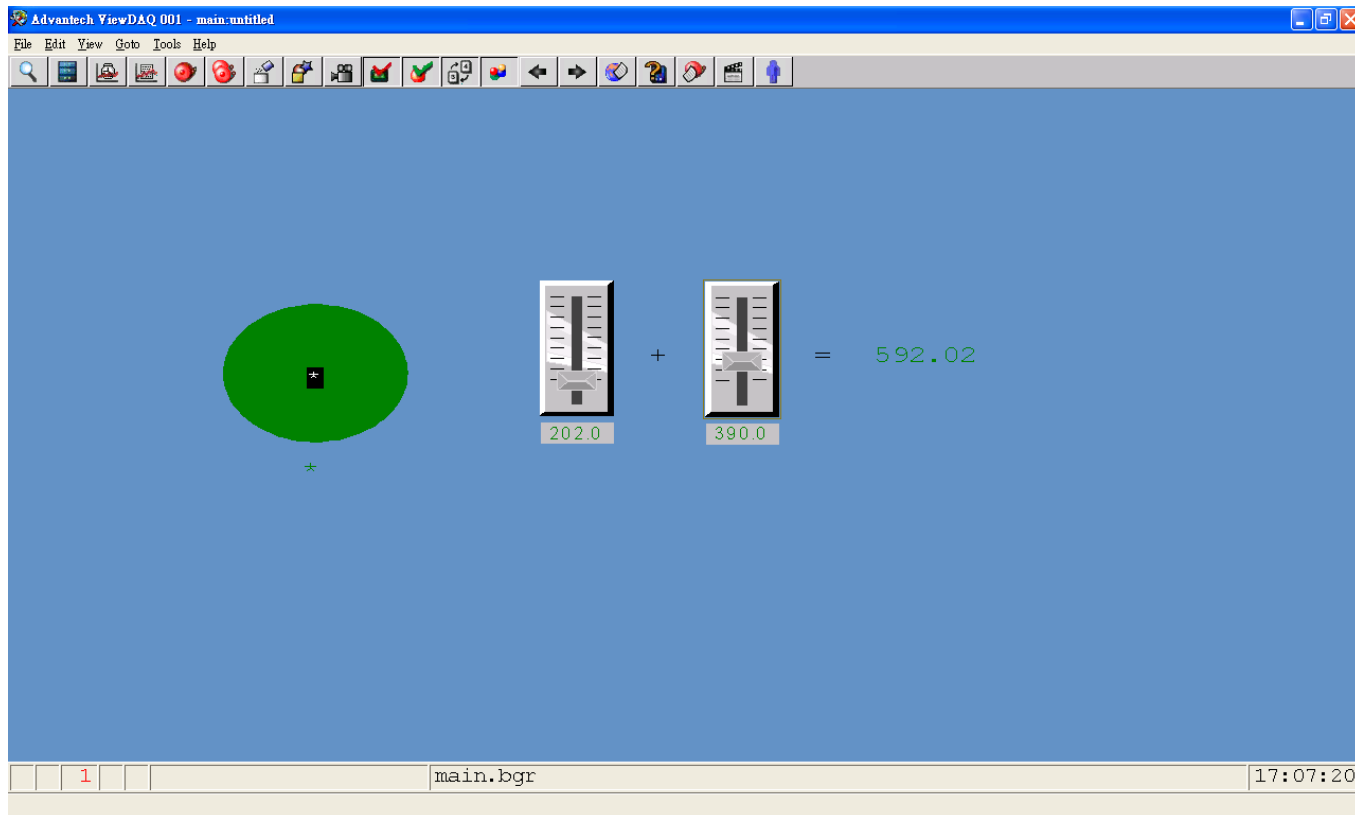 Advantech ViewDAQ 001 - main:untitled
File Edit View Goto Tools Help
*
+ = 592.02
202.0 390.0
*
1 main.bgr 17:07:20